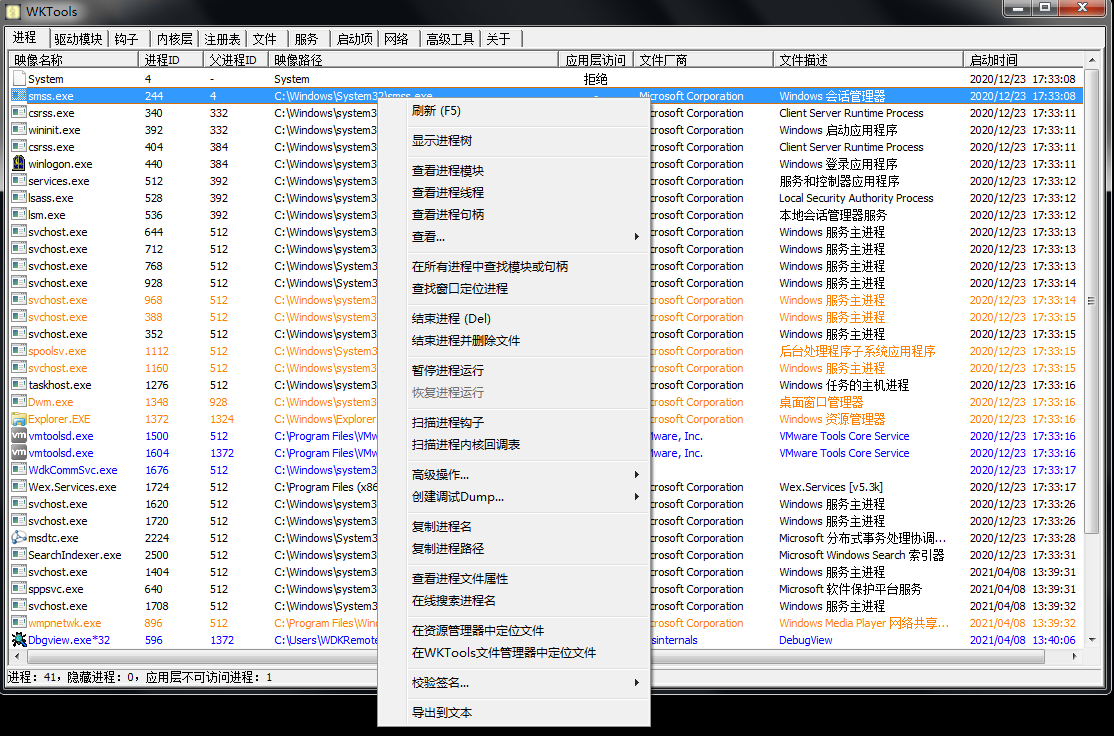 WKTools
进程 驱动模块 钩子 内核层 注册表 文件 服务 启动项 网络 高级工具 关于
映像名称 进程ID 父进程ID 映像路径 应用层访问 文件厂商 文件描述 启动时间
System 4 - System 拒绝 2020/12/23 17:33:08
smss.exe 244 4 C:\Windows\System32\smss.exe - Microsoft Corporation Windows 会话管理器 2020/12/23 17:33:08
csrss.exe 340 332 C:\Windows\system3 crosoft Corporation Client Server Runtime Process 2020/12/23 17:33:11
wininit.exe 392 332 C:\Windows\system3 crosoft Corporation Windows 启动应用程序 2020/12/23 17:33:11
csrss.exe 404 384 C:\Windows\system3 crosoft Corporation Client Server Runtime Process 2020/12/23 17:33:11
winlogon.exe 440 384 C:\Windows\system3 crosoft Corporation Windows 登录应用程序 2020/12/23 17:33:11
services.exe 512 392 C:\Windows\system3 crosoft Corporation 服务和控制器应用程序 2020/12/23 17:33:12
lsass.exe 528 392 C:\Windows\system3 crosoft Corporation Local Security Authority Process 2020/12/23 17:33:12
lsm.exe 536 392 C:\Windows\system3 crosoft Corporation 本地会话管理器服务 2020/12/23 17:33:12
svchost.exe 644 512 C:\Windows\system3 crosoft Corporation Windows 服务主进程 2020/12/23 17:33:13
svchost.exe 712 512 C:\Windows\system3 crosoft Corporation Windows 服务主进程 2020/12/23 17:33:13
svchost.exe 768 512 C:\Windows\System3 crosoft Corporation Windows 服务主进程 2020/12/23 17:33:13
svchost.exe 928 512 C:\Windows\System3 crosoft Corporation Windows 服务主进程 2020/12/23 17:33:14
svchost.exe 968 512 C:\Windows\system3 crosoft Corporation Windows 服务主进程 2020/12/23 17:33:14
svchost.exe 388 512 C:\Windows\system3 crosoft Corporation Windows 服务主进程 2020/12/23 17:33:15
svchost.exe 352 512 C:\Windows\system3 crosoft Corporation Windows 服务主进程 2020/12/23 17:33:15
spoolsv.exe 1112 512 C:\Windows\System3 crosoft Corporation 后台处理程序子系统应用程序 2020/12/23 17:33:15
svchost.exe 1160 512 C:\Windows\system3 crosoft Corporation Windows 服务主进程 2020/12/23 17:33:15
taskhost.exe 1276 512 C:\Windows\system3 crosoft Corporation Windows 任务的主机进程 2020/12/23 17:33:16
Dwm.exe 1348 928 C:\Windows\system3 crosoft Corporation 桌面窗口管理器 2020/12/23 17:33:16
Explorer.EXE 1372 1324 C:\Windows\Explorer crosoft Corporation Windows 资源管理器 2020/12/23 17:33:16
vmtoolsd.exe 1500 512 C:\Program Files\VMw Mware, Inc. VMware Tools Core Service 2020/12/23 17:33:16
vmtoolsd.exe 1604 1372 C:\Program Files\VMw Mware, Inc. VMware Tools Core Service 2020/12/23 17:33:16
WdkCommSvc.exe 1676 512 C:\Windows\system3 2020/12/23 17:33:17
Wex.Services.exe 1724 512 C:\Program Files (x86 crosoft Corporation Wex.Services [v5.3k] 2020/12/23 17:33:17
svchost.exe 1620 512 C:\Windows\system3 crosoft Corporation Windows 服务主进程 2020/12/23 17:33:26
svchost.exe 1720 512 C:\Windows\system3 crosoft Corporation Windows 服务主进程 2020/12/23 17:33:26
msdtc.exe 2224 512 C:\Windows\System3 crosoft Corporation Microsoft 分布式事务处理协调... 2020/12/23 17:33:28
SearchIndexer.exe 2500 512 C:\Windows\system3 crosoft Corporation Microsoft Windows Search 索引器 2020/12/23 17:33:31
svchost.exe 1404 512 C:\Windows\system3 crosoft Corporation Windows 服务主进程 2021/04/08 13:39:31
sppsvc.exe 640 512 C:\Windows\system3 crosoft Corporation Microsoft 软件保护平台服务 2021/04/08 13:39:31
svchost.exe 1708 512 C:\Windows\System3 crosoft Corporation Windows 服务主进程 2021/04/08 13:39:32
wmpnetwk.exe 896 512 C:\Program Files\Win crosoft Corporation Windows Media Player 网络共享... 2021/04/08 13:39:32
Dbgview.exe*32 596 1372 C:\Users\WDKRemote sinternals DebugView 2021/04/08 13:40:06
进程: 41, 隐藏进程: 0, 应用层不可访问进程: 1
刷新 (F5)
显示进程树
查看进程模块
查看进程线程
查看进程句柄
查看...
在所有进程中查找模块或句柄
查找窗口定位进程
结束进程 (Del)
结束进程并删除文件
暂停进程运行
恢复进程运行
扫描进程钩子
扫描进程内核回调表
高级操作...
创建调试Dump...
复制进程名
复制进程路径
查看进程文件属性
在线搜索进程名
在资源管理器中定位文件
在WKTools文件管理器中定位文件
校验签名...
导出到文本